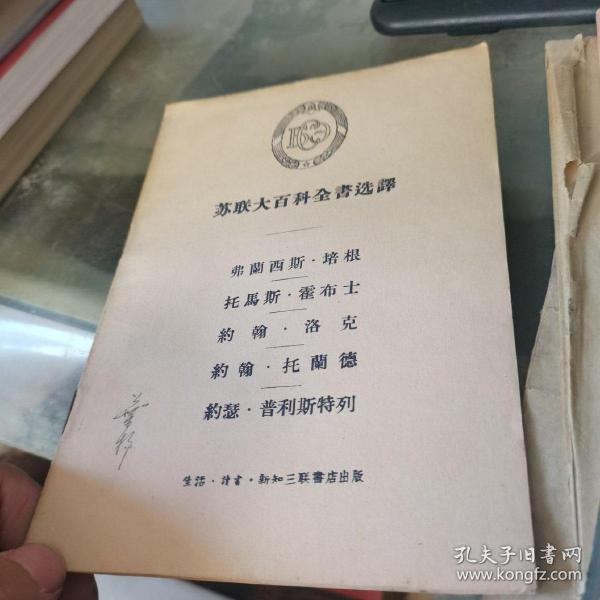 苏联大百科全書选譯
弗蘭西斯·培根
托馬斯·霍布士
約翰·洛克
約翰·托蘭德
約瑟·普利斯特列
生活·讀書·新知三联書店出版
孔夫子旧书网
www.kongfz.com